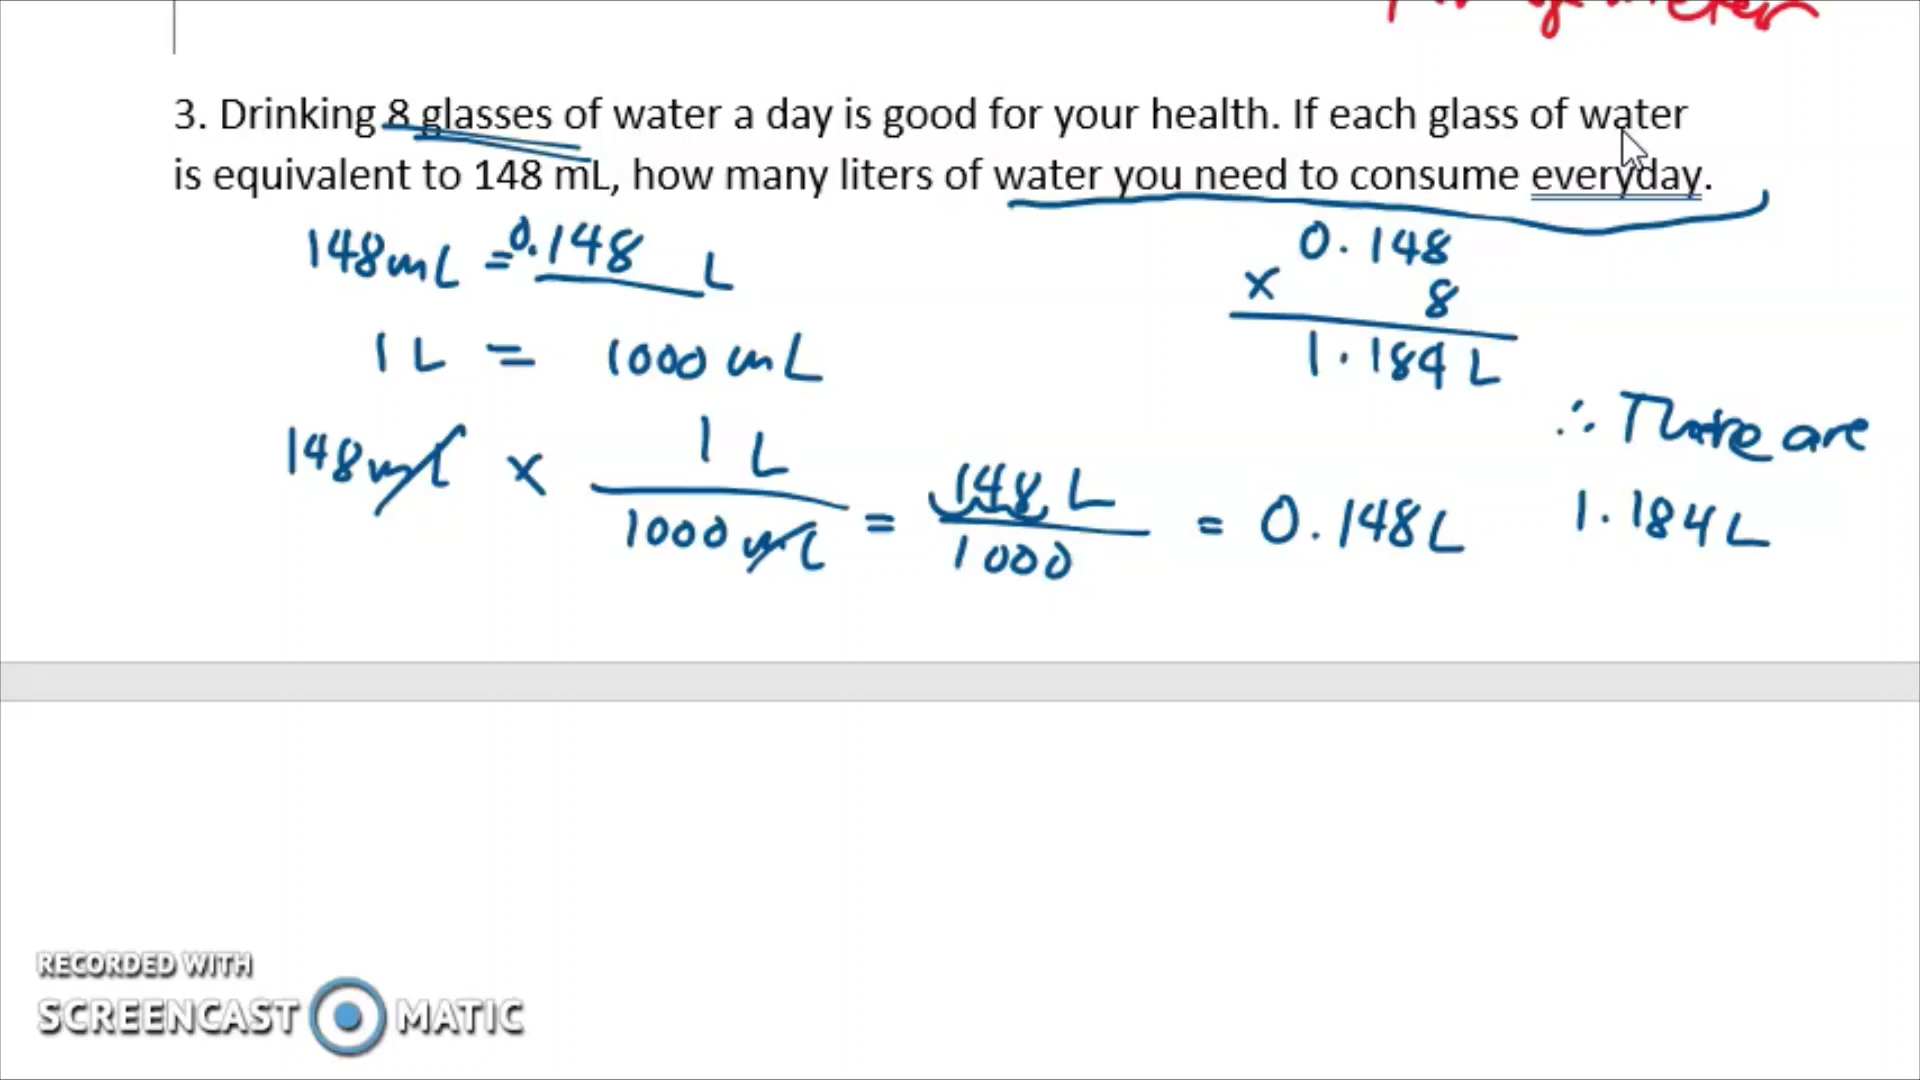 3. Drinking 8 glasses of water a day is good for your health. If each glass of water
is equivalent to 148 mL, how many liters of water you need to consume everyday.
148mL = 0.148 L
1 L = 1000 mL
148mL x 1 L / 1000 mL = 148 L / 1000 = 0.148L
0.148
x 8
1.184 L
∴ There are
1.184L
RECORDED WITH
SCREENCAST MATIC